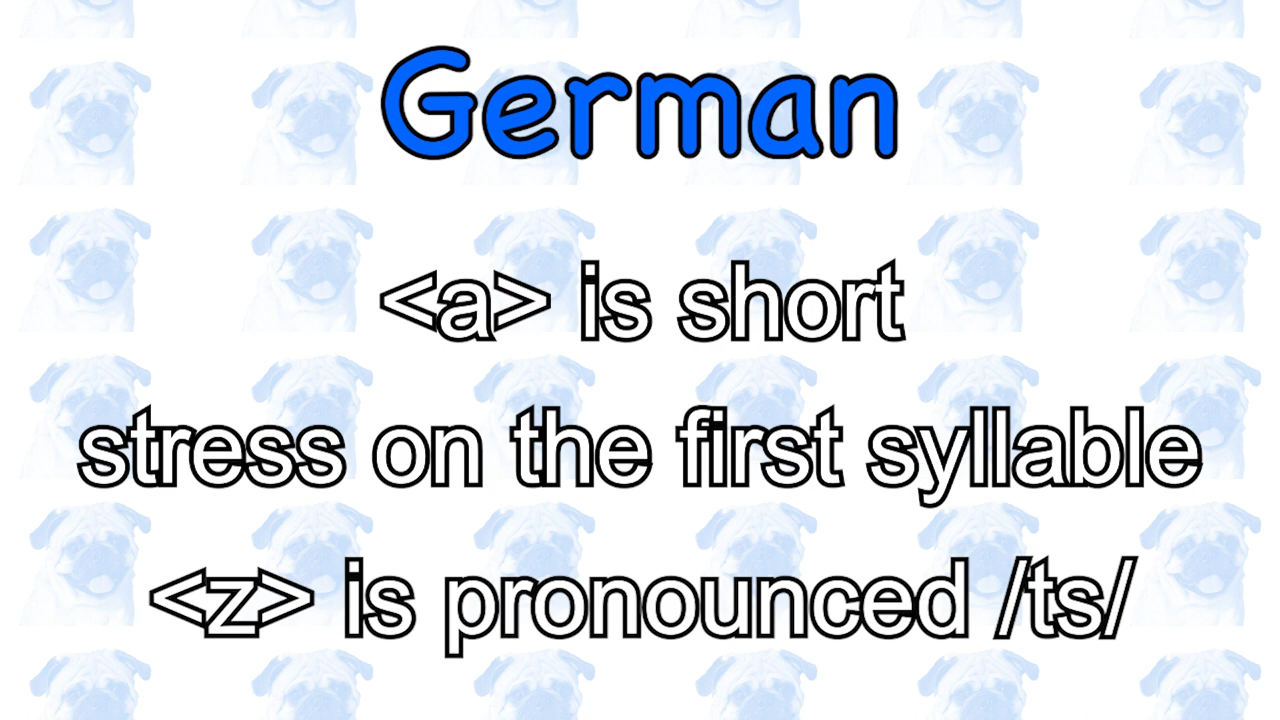 German
<a> is short
stress on the first syllable
<z> is pronounced /ts/